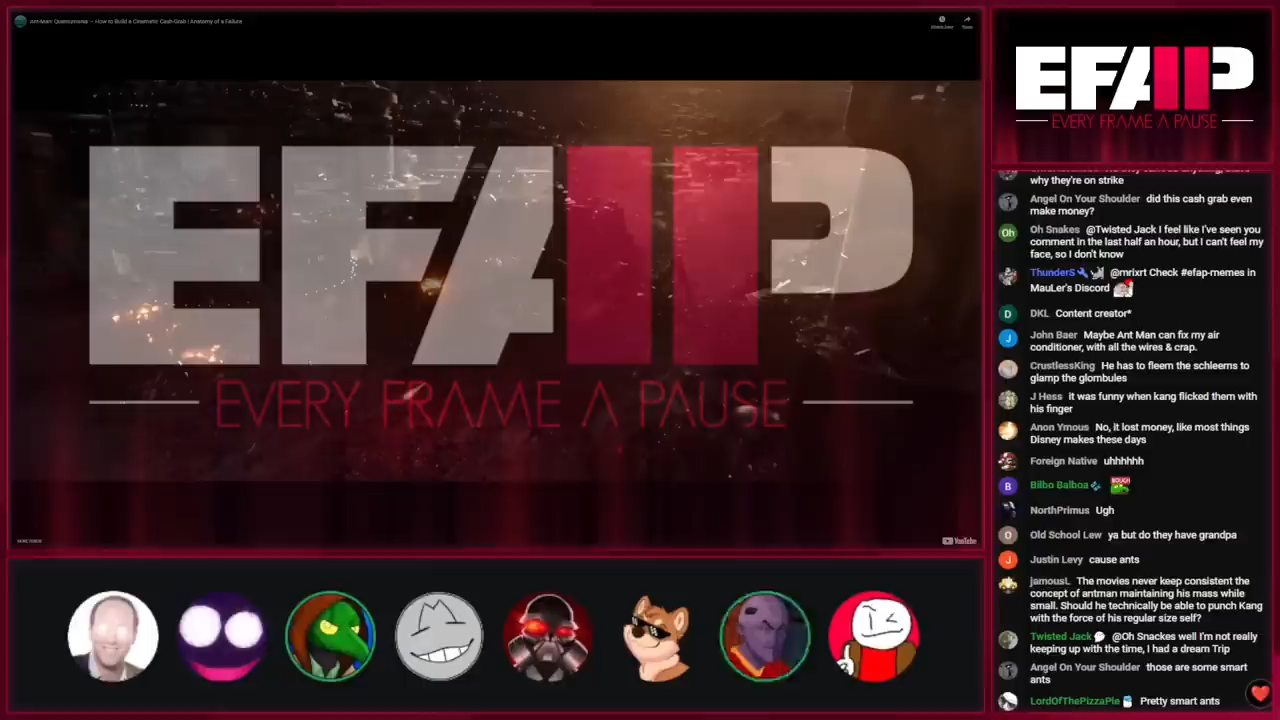 Ant-Man: Quantumania – How to Build a Cinematic Cash-Grab | Anatomy of a Failure
Share
EFAP
EVERY FRAME A PAUSE
YouTube
EFAP
EVERY FRAME A PAUSE
why they're on strike
Angel On Your Shoulder did this cash grab even
make money?
Oh
Oh Snakes @Twisted Jack I feel like I've seen you
comment in the last half an hour, but I can't feel my
face, so I don't know
ThunderS @mrixrt Check #efap-memes in
MauLer's Discord
D
DKL Content creator*
J
John Baer Maybe Ant Man can fix my air
conditioner, with all the wires & crap.
CrustlessKing He has to fleem the schleems to
glamp the glombules
J Hess it was funny when kang flicked them with
his finger
Anon Ymous No, it lost money, like most things
Disney makes these days
Foreign Native uhhhhhh
B
Bilbo Balboa
NorthPrimus Ugh
O
Old School Lew ya but do they have grandpa
J
Justin Levy cause ants
jamousL The movies never keep consistent the
concept of antman maintaining his mass while
small. Should he technically be able to punch Kang
with the force of his regular size self?
Twisted Jack @Oh Snackes well I'm not really
keeping up with the time, I had a dream Trip
Angel On Your Shoulder those are some smart
ants
LordOfThePizzaPie Pretty smart ants